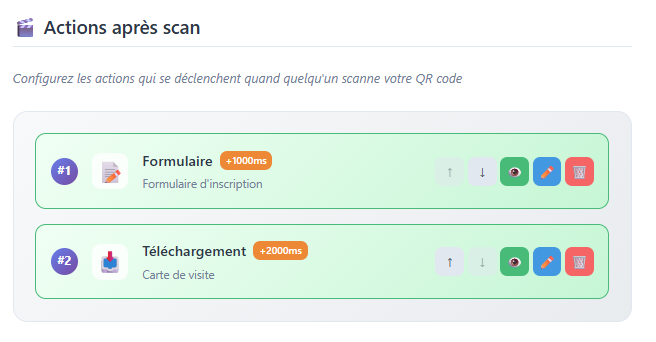 Actions après scan
Configurez les actions qui se déclenchent quand quelqu'un scanne votre QR code
#1 Formulaire +1000ms
Formulaire d'inscription
#2 Téléchargement +2000ms
Carte de visite